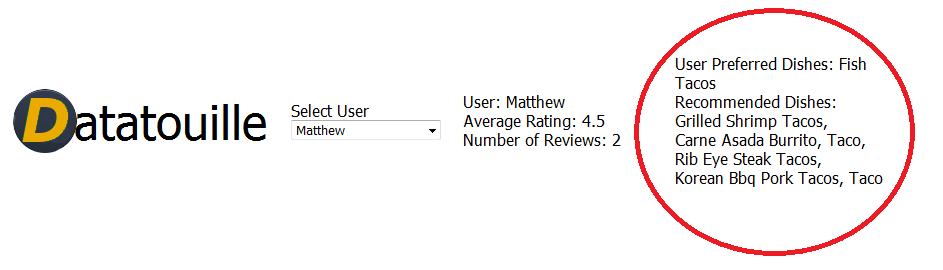 Datatouille
Select User
Matthew
User: Matthew
Average Rating: 4.5
Number of Reviews: 2
User Preferred Dishes: Fish
Tacos
Recommended Dishes:
Grilled Shrimp Tacos,
Carne Asada Burrito, Taco,
Rib Eye Steak Tacos,
Korean Bbq Pork Tacos, Taco